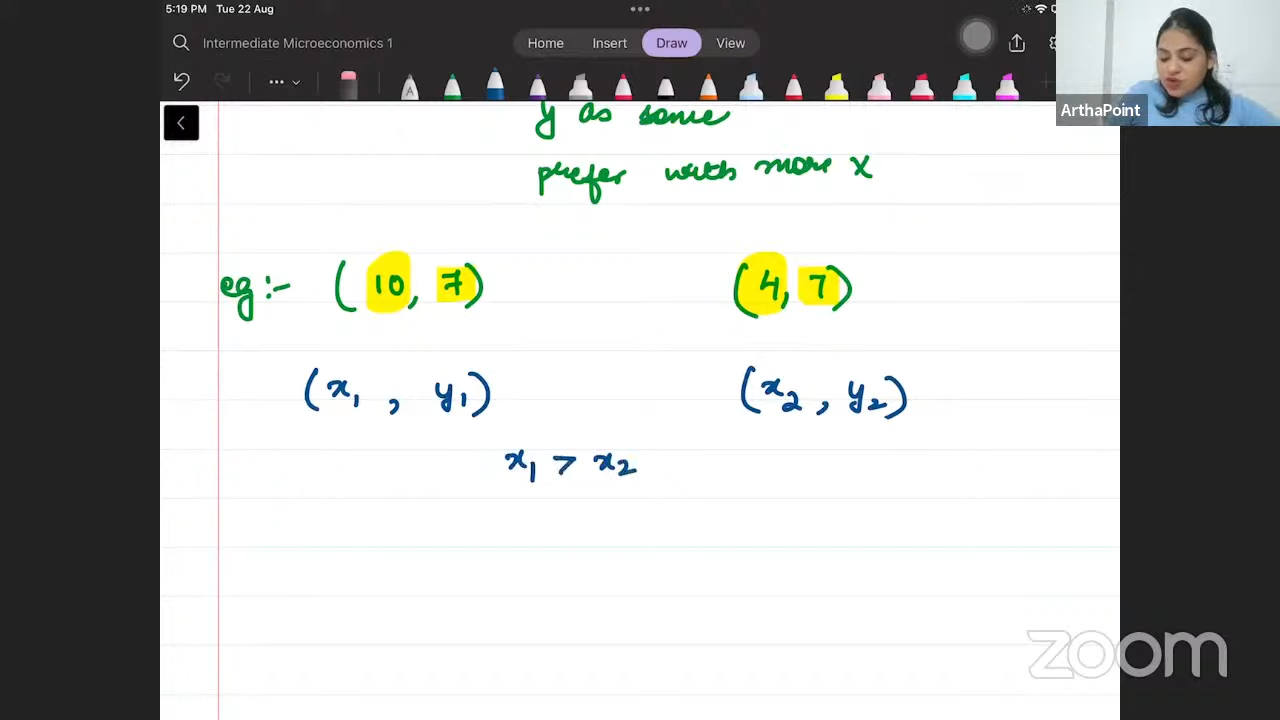 5:19 PM Tue 22 Aug
Intermediate Microeconomics 1
Home Insert Draw View
ArthaPoint
y as same
prefer with more x
eg:- (10, 7) (4, 7)
(x₁, y₁) (x₂, y₂)
x₁ > x₂
zoom